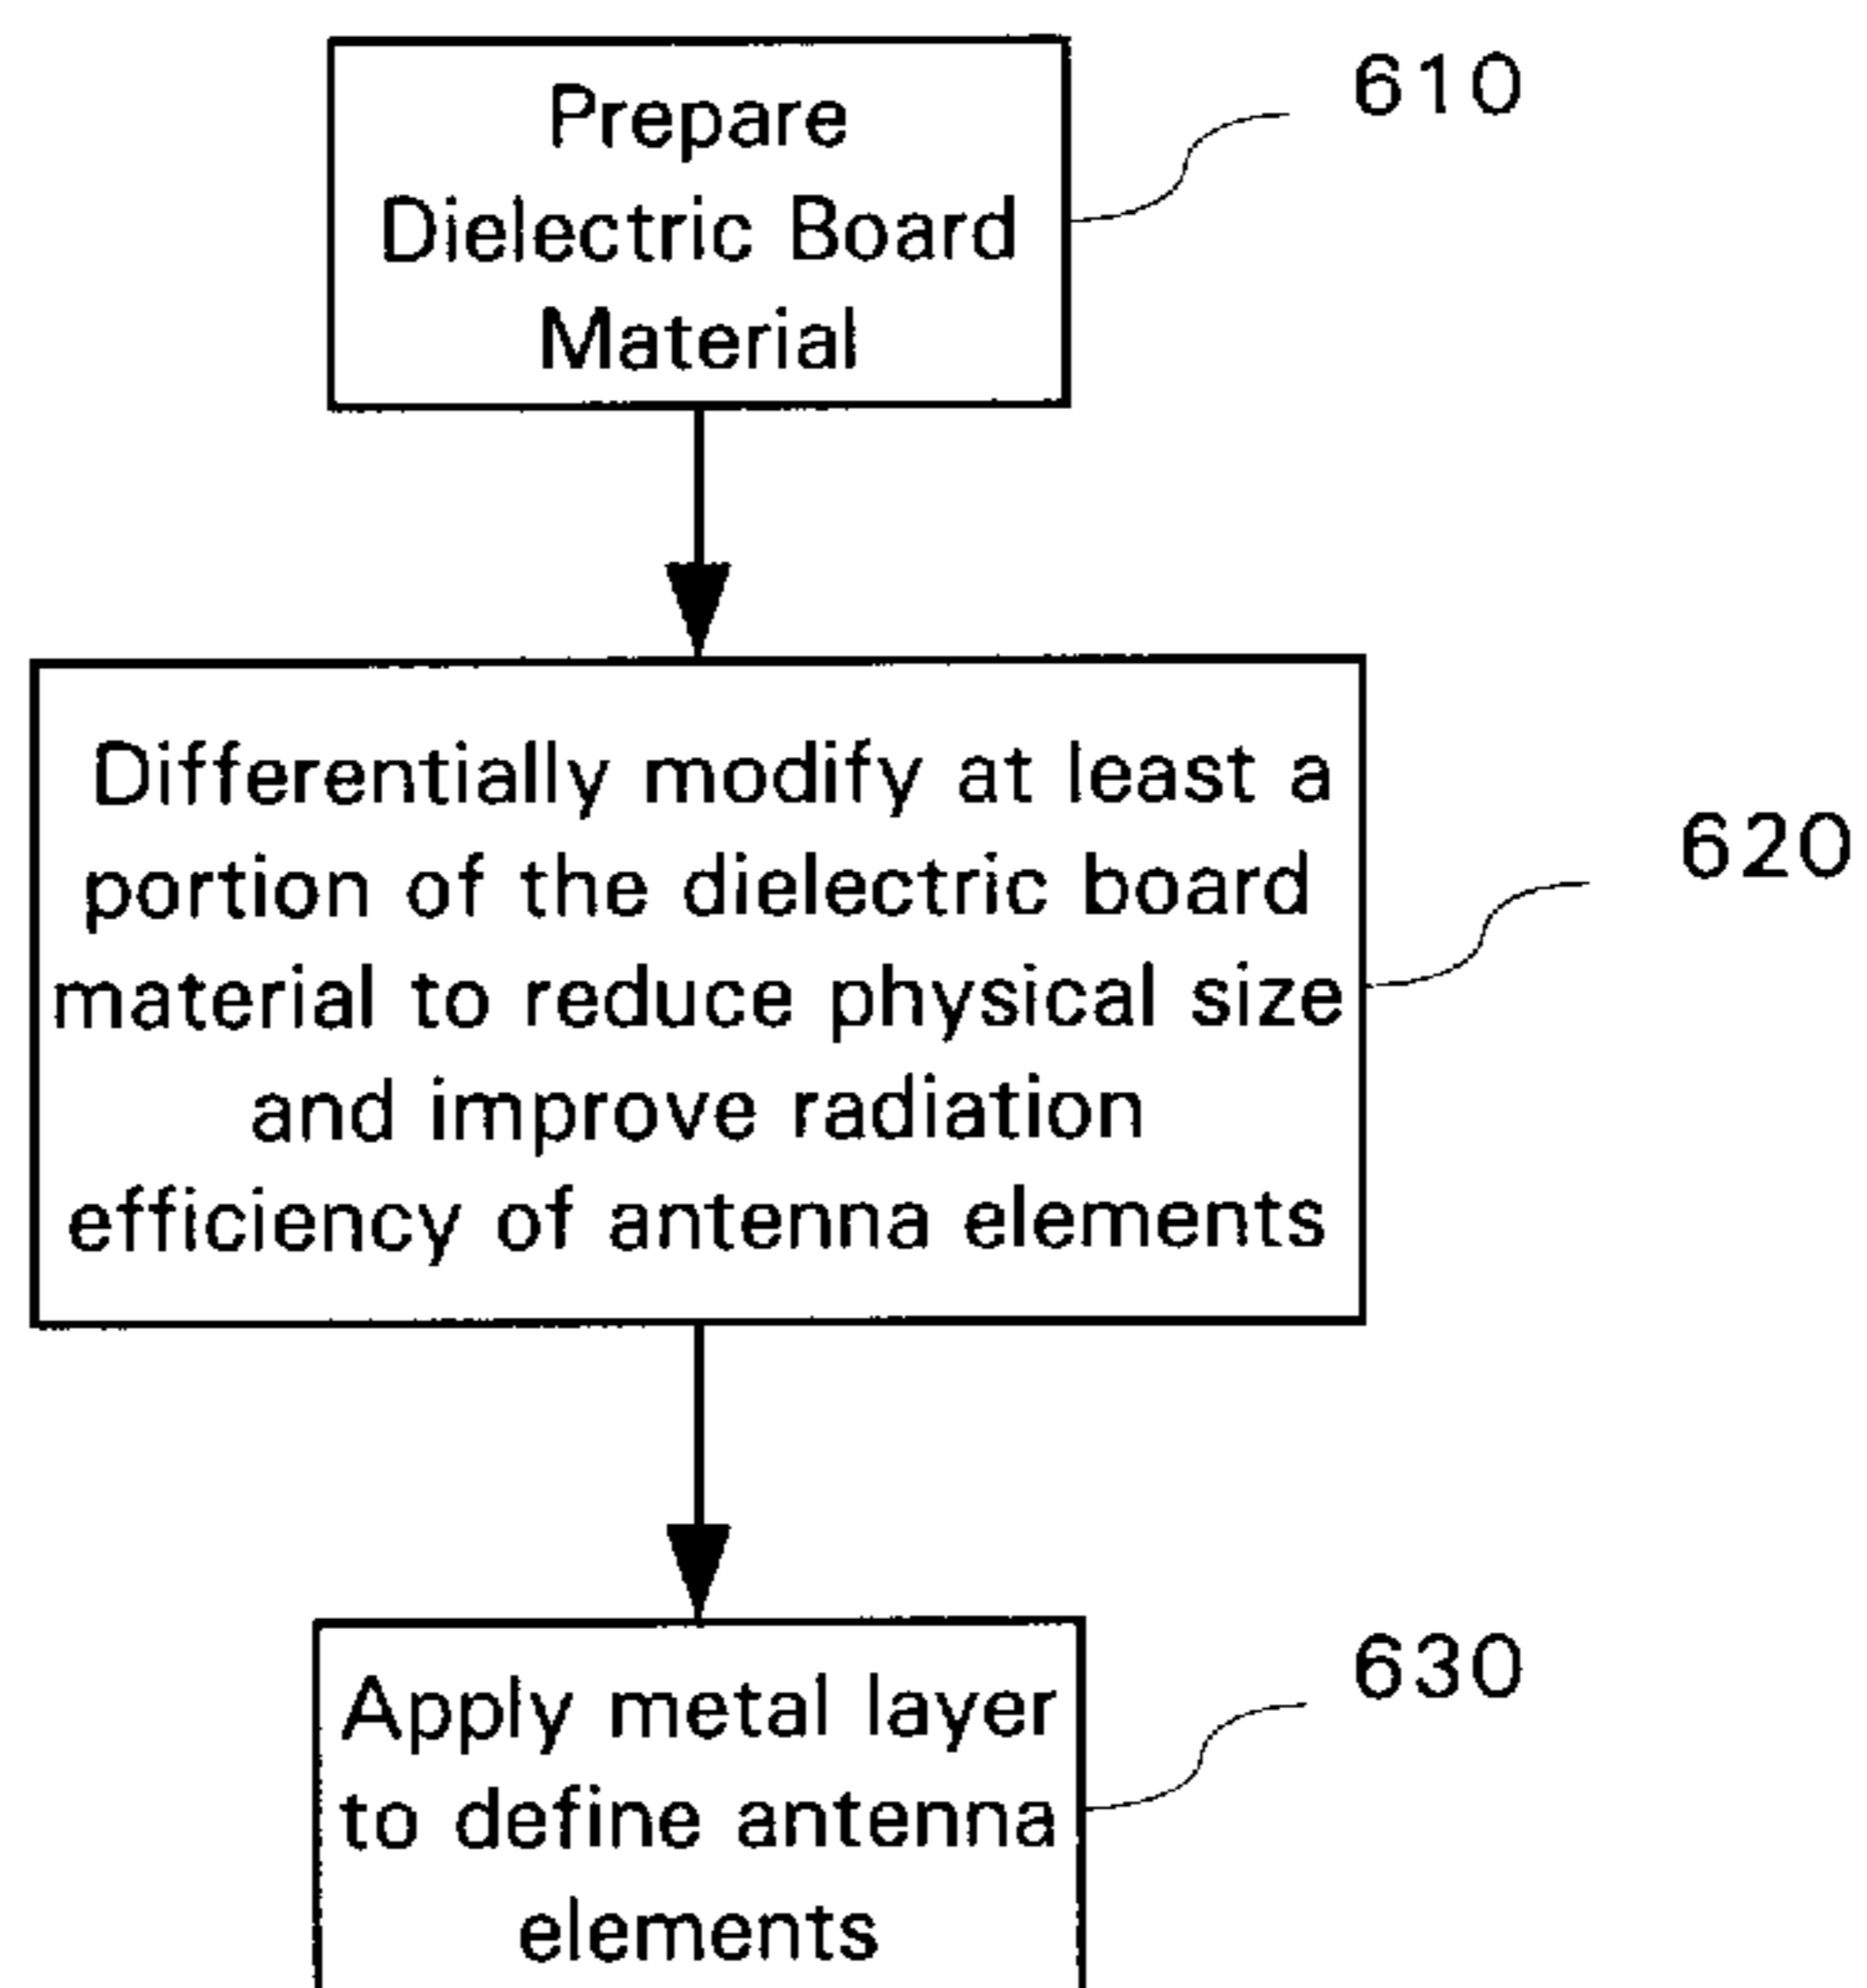 Prepare
Dielectric Board
Material
610
Differentially modify at least a
portion of the dielectric board
material to reduce physical size
and improve radiation
efficiency of antenna elements
620
Apply metal layer
to define antenna
elements
630